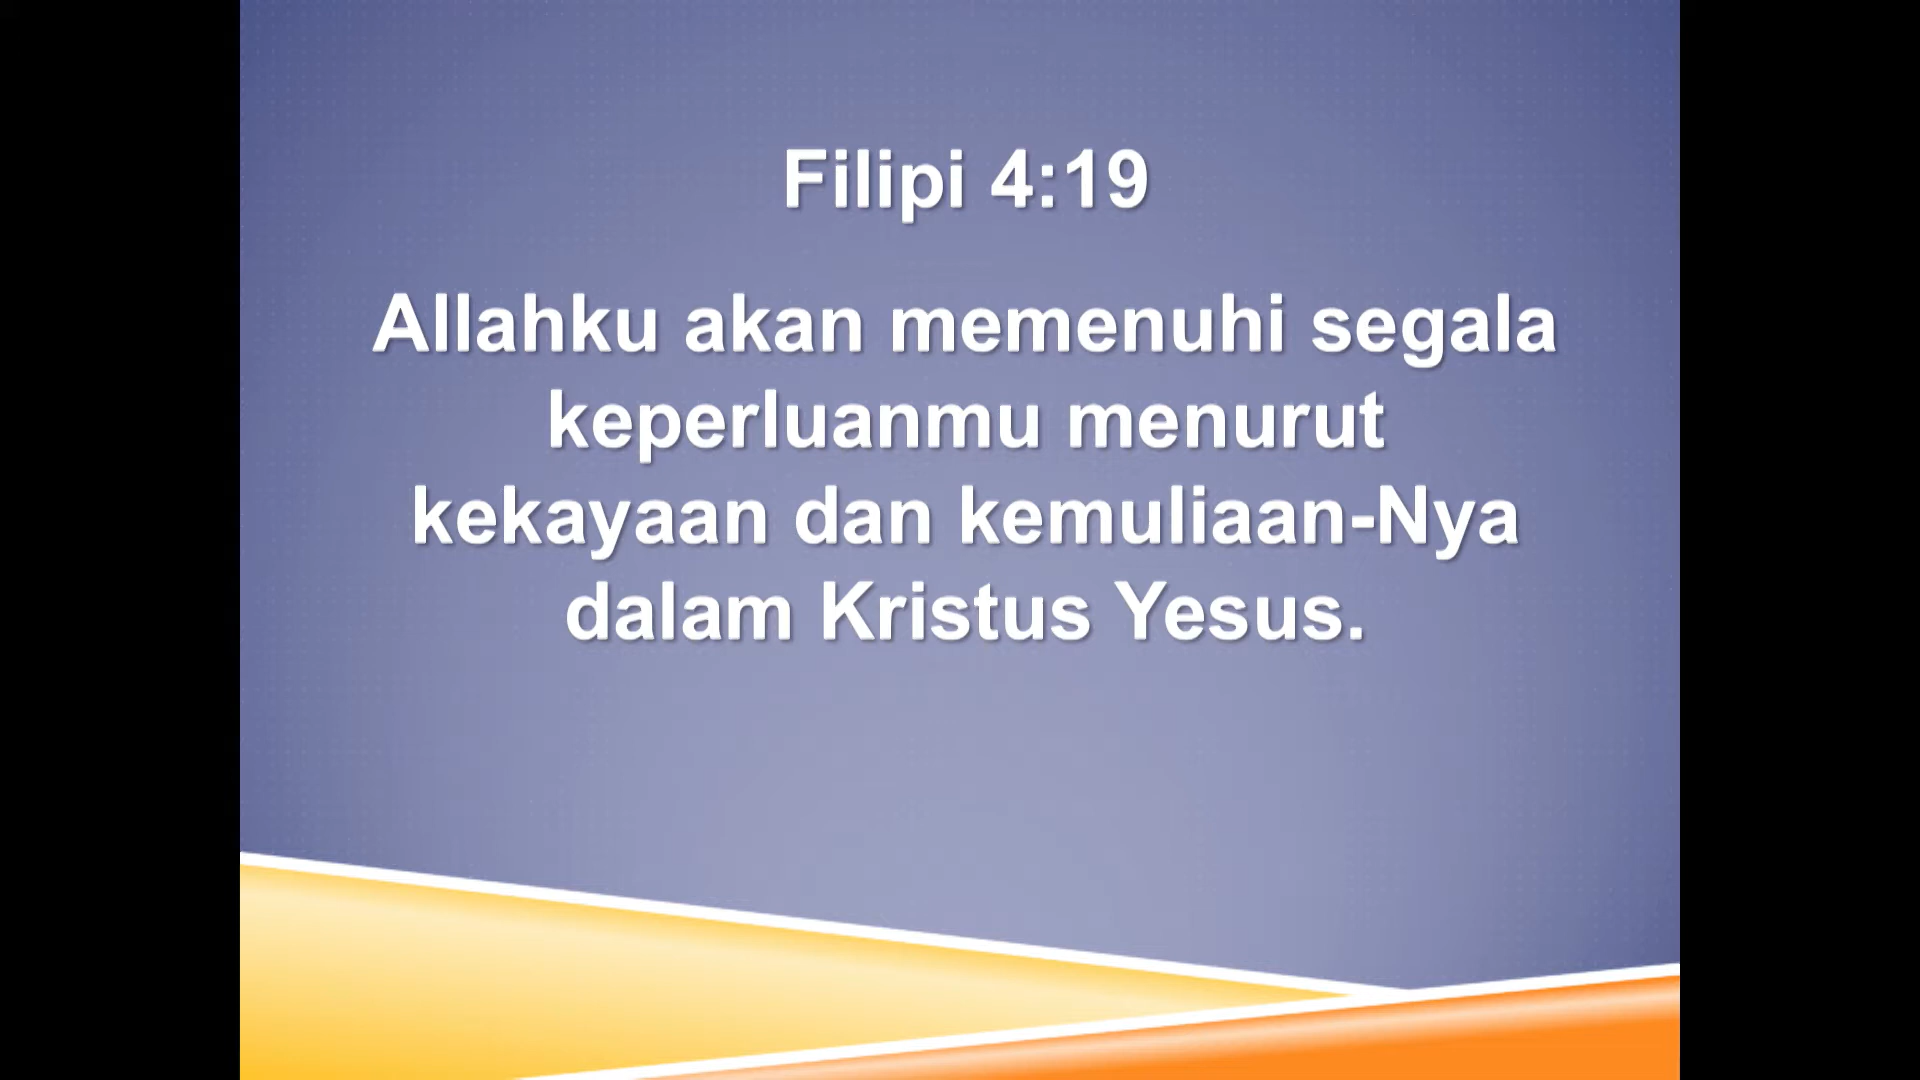 Filipi 4:19
Allahku akan memenuhi segala
keperluanmu menurut
kekayaan dan kemuliaan-Nya
dalam Kristus Yesus.